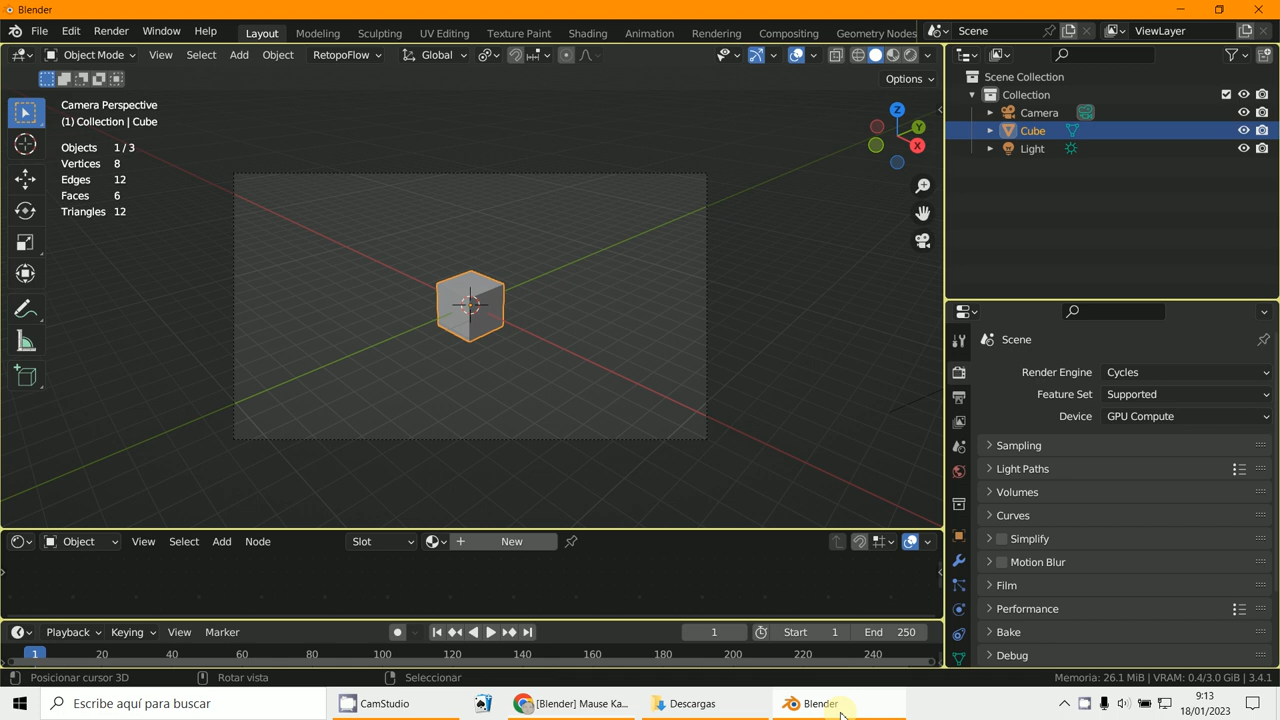 Blender
File Edit Render Window Help Layout Modeling Sculpting UV Editing Texture Paint Shading Animation Rendering Compositing Geometry Nodes Scene ViewLayer
Object Mode View Select Add Object RetopoFlow Global
Options
Camera Perspective
(1) Collection | Cube
Objects 1 / 3
Vertices 8
Edges 12
Faces 6
Triangles 12
Z
Y
X
Scene Collection
Collection
Camera
Cube
Light
Scene
Render Engine Cycles
Feature Set Supported
Device GPU Compute
Sampling
Light Paths
Volumes
Curves
Simplify
Motion Blur
Film
Performance
Bake
Debug
Object View Select Add Node Slot New
Playback Keying View Marker 1 Start 1 End 250
1 20 40 60 80 100 120 140 160 180 200 220 240
Posicionar cursor 3D Rotar vista Seleccionar Memoria: 26.1 MiB | VRAM: 0.4/3.0 GiB | 3.4.1
Escribe aquí para buscar CamStudio [Blender] Mause Ka... Descargas Blender 9:13
18/01/2023